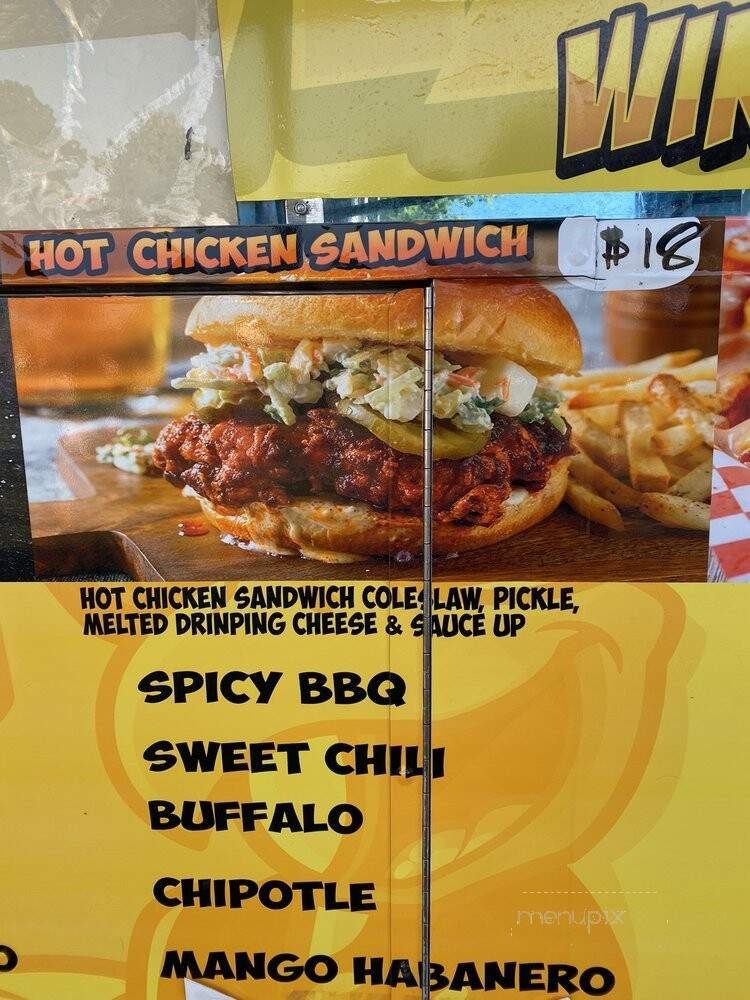 WIN
HOT CHICKEN SANDWICH $18
HOT CHICKEN SANDWICH COLESLAW, PICKLE,
MELTED DRINPING CHEESE & SAUCE UP
SPICY BBQ
SWEET CHILI
BUFFALO
CHIPOTLE
MANGO HABANERO
menupix